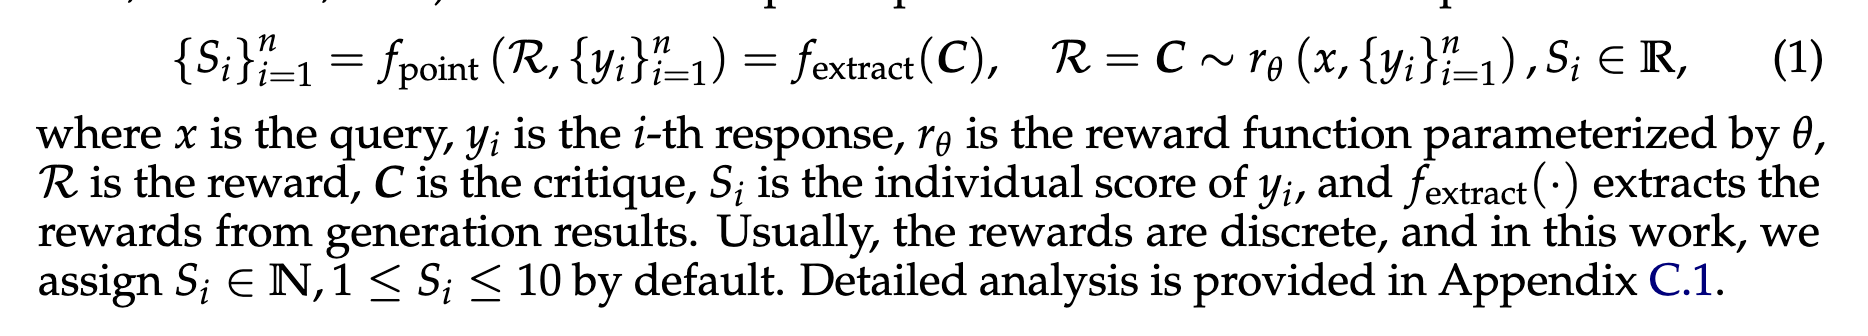 {S_i}_{i=1}^n = f_point (ℛ, {y_i}_{i=1}^n) = f_extract(C), ℛ = C ∼ r_θ (x, {y_i}_{i=1}^n), S_i ∈ ℝ, (1)
where x is the query, y_i is the i-th response, r_θ is the reward function parameterized by θ,
ℛ is the reward, C is the critique, S_i is the individual score of y_i, and f_extract(·) extracts the
rewards from generation results. Usually, the rewards are discrete, and in this work, we
assign S_i ∈ ℕ, 1 ≤ S_i ≤ 10 by default. Detailed analysis is provided in Appendix C.1.